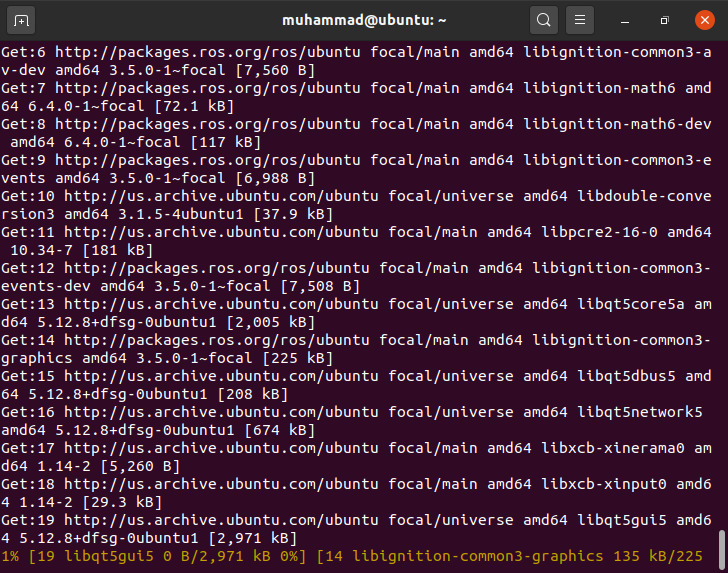 muhammad@ubuntu: ~
Get:6 http://packages.ros.org/ros/ubuntu focal/main amd64 libignition-common3-a
v-dev amd64 3.5.0-1~focal [7,560 B]
Get:7 http://packages.ros.org/ros/ubuntu focal/main amd64 libignition-math6 amd
64 6.4.0-1~focal [72.1 kB]
Get:8 http://packages.ros.org/ros/ubuntu focal/main amd64 libignition-math6-dev
 amd64 6.4.0-1~focal [117 kB]
Get:9 http://packages.ros.org/ros/ubuntu focal/main amd64 libignition-common3-e
vents amd64 3.5.0-1~focal [6,988 B]
Get:10 http://us.archive.ubuntu.com/ubuntu focal/universe amd64 libdouble-conve
rsion3 amd64 3.1.5-4ubuntu1 [37.9 kB]
Get:11 http://us.archive.ubuntu.com/ubuntu focal/main amd64 libpcre2-16-0 amd64
 10.34-7 [181 kB]
Get:12 http://packages.ros.org/ros/ubuntu focal/main amd64 libignition-common3-
events-dev amd64 3.5.0-1~focal [7,508 B]
Get:13 http://us.archive.ubuntu.com/ubuntu focal/universe amd64 libqt5core5a am
d64 5.12.8+dfsg-0ubuntu1 [2,005 kB]
Get:14 http://packages.ros.org/ros/ubuntu focal/main amd64 libignition-common3-
graphics amd64 3.5.0-1~focal [225 kB]
Get:15 http://us.archive.ubuntu.com/ubuntu focal/universe amd64 libqt5dbus5 amd
64 5.12.8+dfsg-0ubuntu1 [208 kB]
Get:16 http://us.archive.ubuntu.com/ubuntu focal/universe amd64 libqt5network5 
amd64 5.12.8+dfsg-0ubuntu1 [674 kB]
Get:17 http://us.archive.ubuntu.com/ubuntu focal/main amd64 libxcb-xinerama0 am
d64 1.14-2 [5,260 B]
Get:18 http://us.archive.ubuntu.com/ubuntu focal/main amd64 libxcb-xinput0 amd6
4 1.14-2 [29.3 kB]
Get:19 http://us.archive.ubuntu.com/ubuntu focal/universe amd64 libqt5gui5 amd6
4 5.12.8+dfsg-0ubuntu1 [2,971 kB]
1% [19 libqt5gui5 0 B/2,971 kB 0%] [14 libignition-common3-graphics 135 kB/225